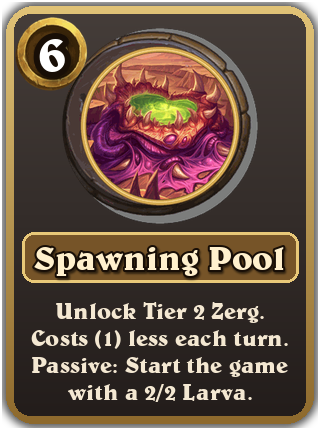 6
Spawning Pool
Unlock Tier 2 Zerg.
Costs (1) less each turn.
Passive: Start the game
with a 2/2 Larva.